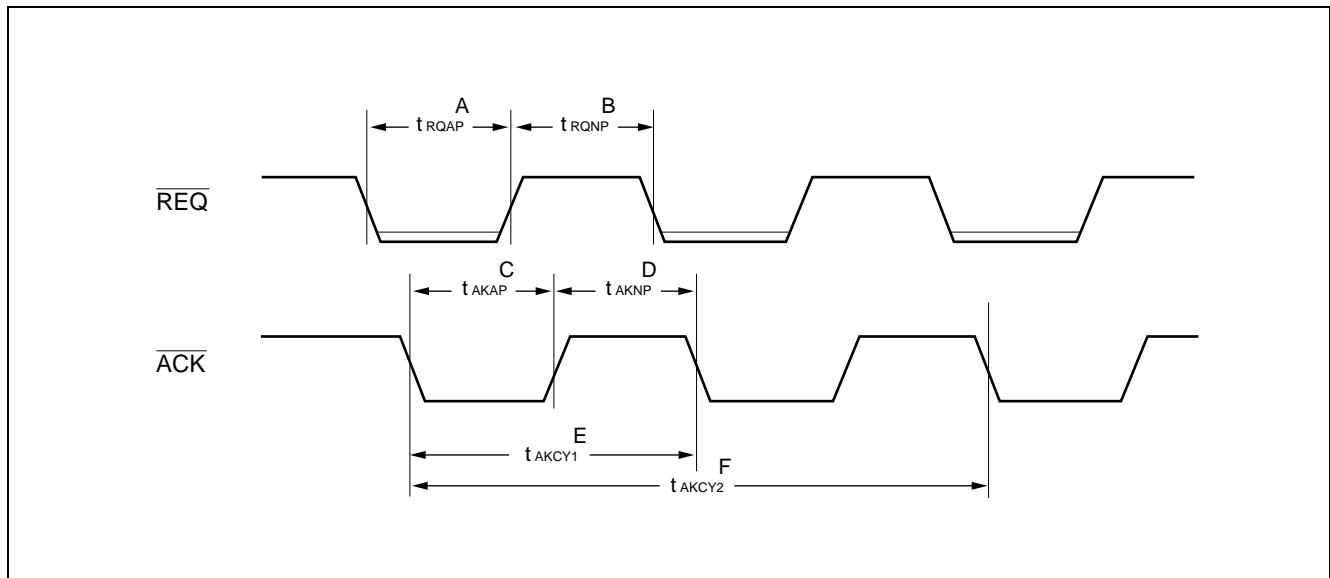 A B
t RQAP t RQNP
REQ
C D
t AKAP t AKNP
ACK
E
t AKCY1
F
t AKCY2